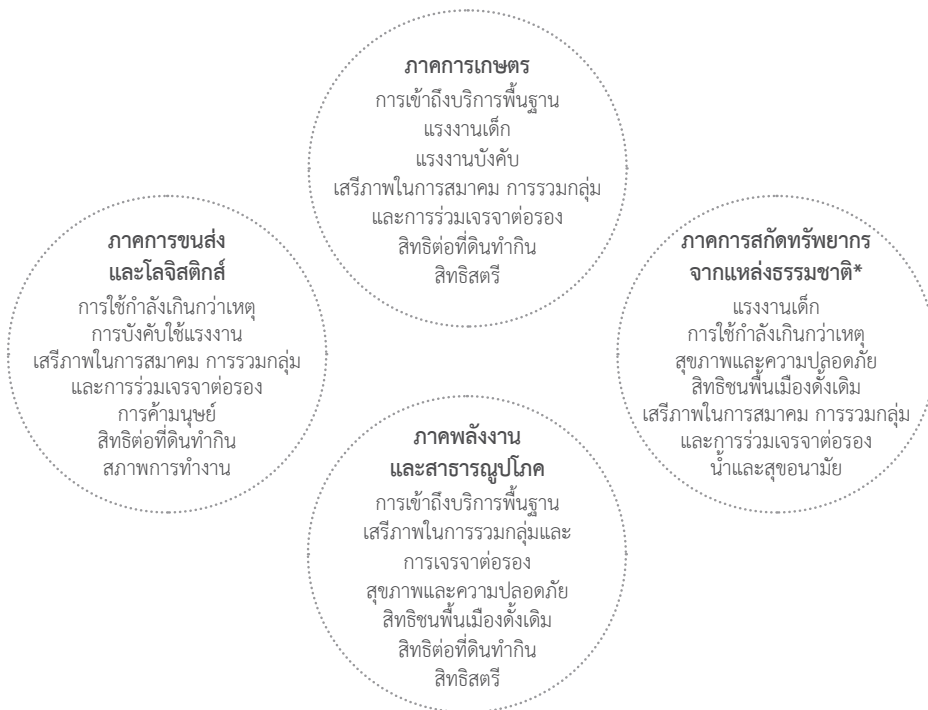 ภาคการเกษตร
การเข้าถึงบริการพื้นฐาน
แรงงานเด็ก
แรงงานบังคับ
เสรีภาพในการสมาคม การรวมกลุ่ม
และการร่วมเจรจาต่อรอง
สิทธิต่อที่ดินทำกิน
สิทธิสตรี
ภาคการขนส่ง
และโลจิสติกส์
การใช้กำลังเกินกว่าเหตุ
การบังคับใช้แรงงาน
เสรีภาพในการสมาคม การรวมกลุ่ม
และการร่วมเจรจาต่อรอง
การค้ามนุษย์
สิทธิต่อที่ดินทำกิน
สภาพการทำงาน
ภาคการสกัดทรัพยากร
จากแหล่งธรรมชาติ*
แรงงานเด็ก
การใช้กำลังเกินกว่าเหตุ
สุขภาพและความปลอดภัย
สิทธิชนพื้นเมืองดั้งเดิม
เสรีภาพในการสมาคม การรวมกลุ่ม
และการร่วมเจรจาต่อรอง
น้ำและสุขอนามัย
ภาคพลังงาน
และสาธารณูปโภค
การเข้าถึงบริการพื้นฐาน
เสรีภาพในการรวมกลุ่มและ
การเจรจาต่อรอง
สุขภาพและความปลอดภัย
สิทธิชนพื้นเมืองดั้งเดิม
สิทธิต่อที่ดินทำกิน
สิทธิสตรี